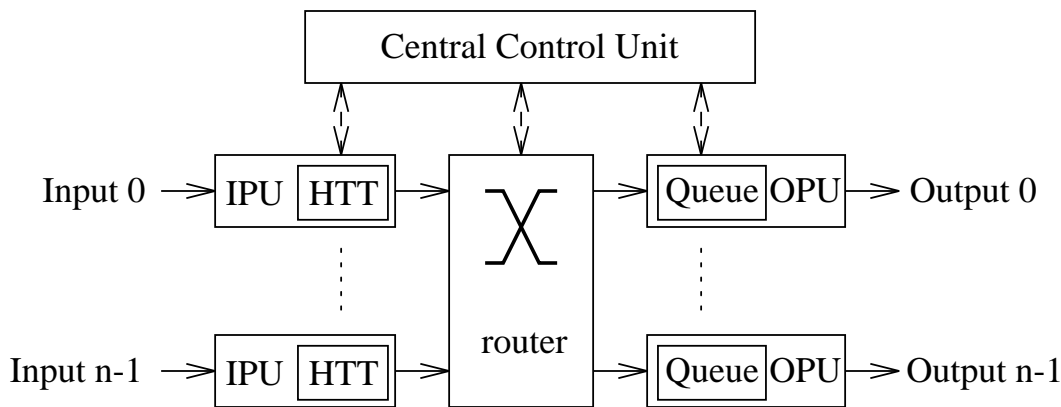 Central Control Unit
Input 0 IPU HTT Queue OPU Output 0
router
Input n-1 IPU HTT Queue OPU Output n-1